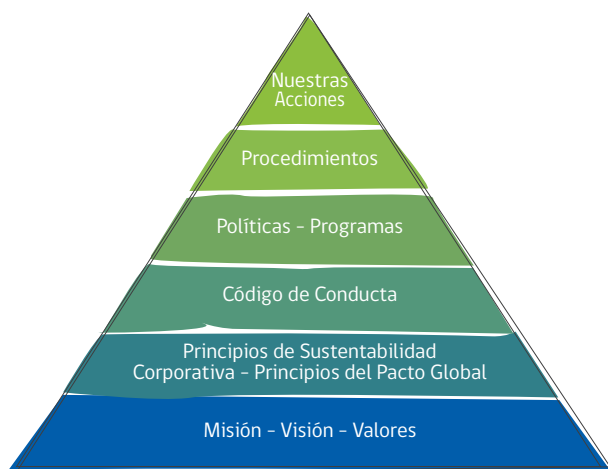 Nuestras
Acciones
Procedimientos
Políticas – Programas
Código de Conducta
Principios de Sustentabilidad
Corporativa – Principios del Pacto Global
Misión – Visión – Valores